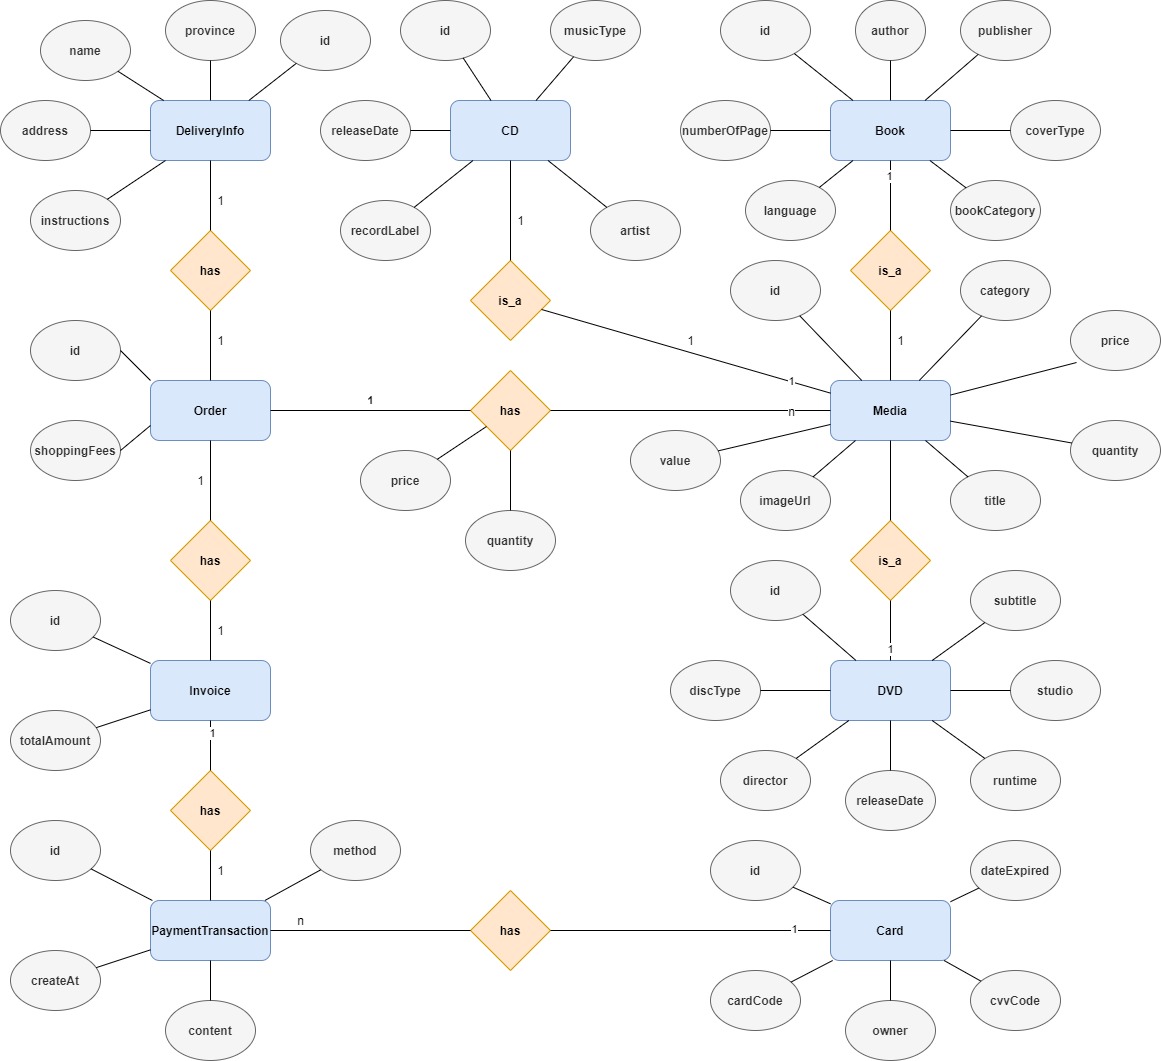 province
id
musicType
id
author
publisher
name
id
address
DeliveryInfo
releaseDate
CD
numberOfPage
Book
coverType
1
instructions
1
recordLabel
1
artist
language
bookCategory
has
is_a
is_a
id
category
id
1
1
1
price
1
Order
1
has
n
Media
shoppingFees
value
quantity
1
price
imageUrl
title
quantity
has
is_a
id
subtitle
id
1
1
Invoice
discType
DVD
studio
totalAmount
1
director
runtime
releaseDate
has
id
method
1
id
dateExpired
n
PaymentTransaction
has
1
Card
createAt
cardCode
cvvCode
content
owner